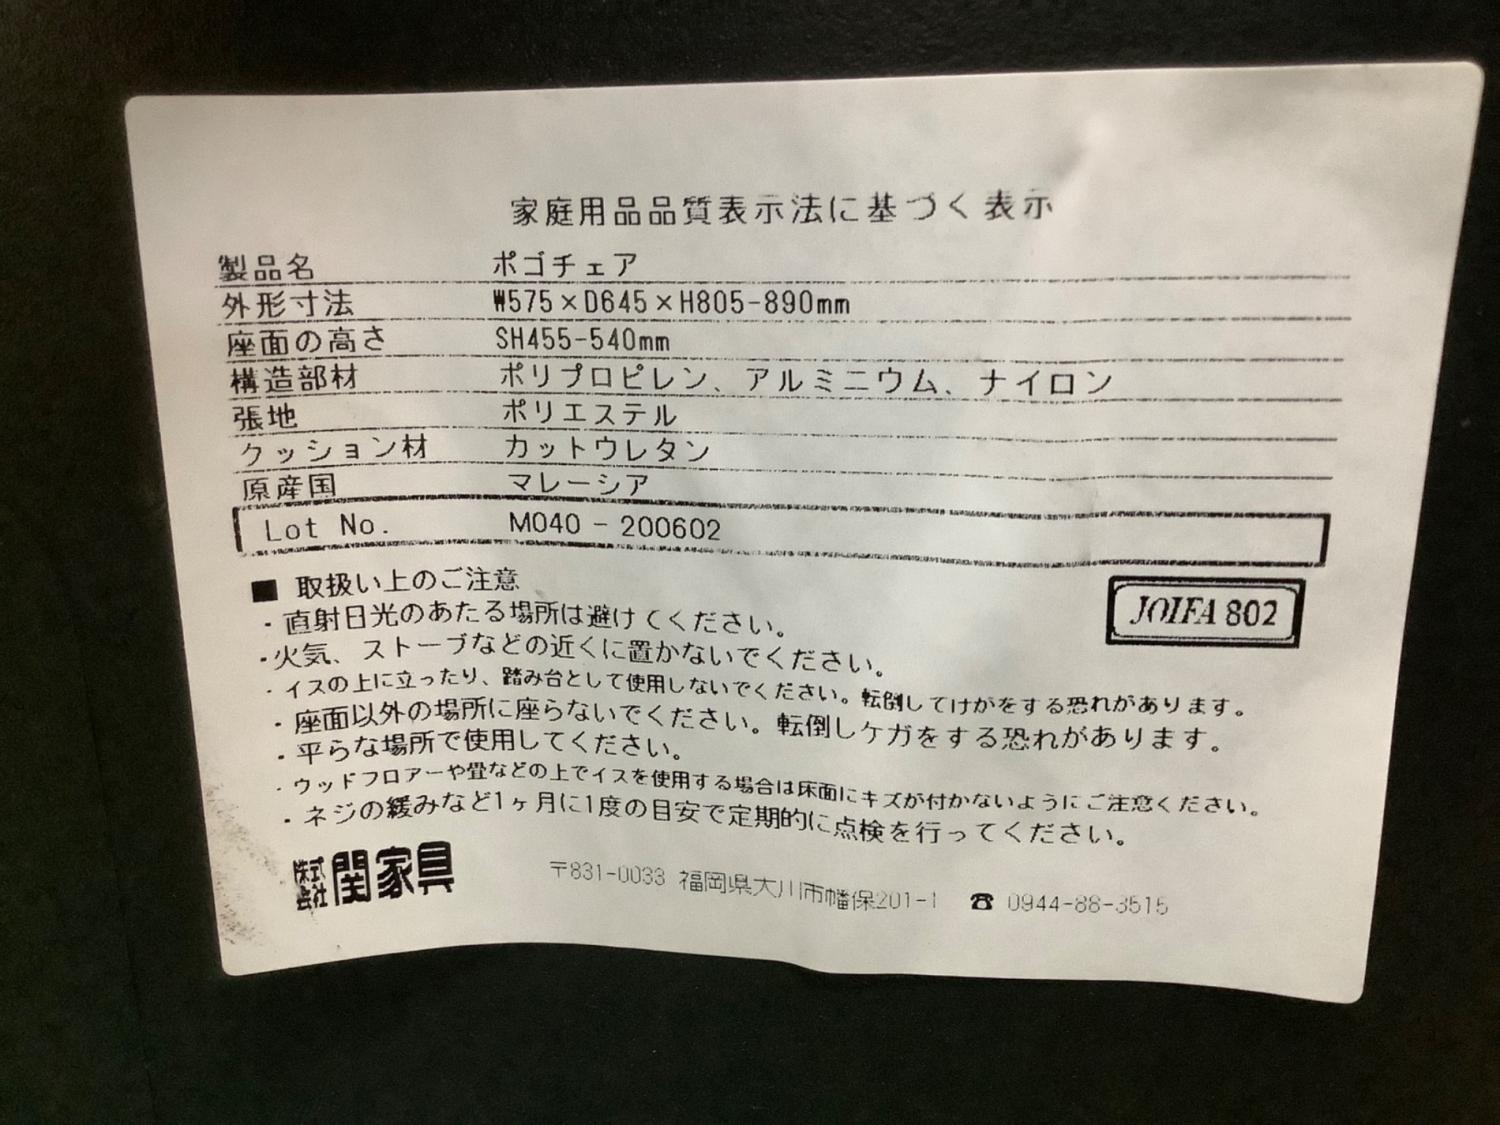 家庭用品品質表示法に基づく表示
製品名 ポゴチェア
外形寸法 W575×D645×H805-890mm
座面の高さ SH455-540mm
構造部材 ポリプロピレン、アルミニウム、ナイロン
張地 ポリエステル
クッション材 カットウレタン
原産国 マレーシア
Lot No. M040-200602
■ 取扱い上のご注意
・直射日光のあたる場所は避けてください。
・火気、ストーブなどの近くに置かないでください。
JOIFA 802
・イスの上に立ったり、踏み台として使用しないでください。転倒してけがをする恐れがあります。
・座面以外の場所に座らないでください。転倒しケガをする恐れがあります。
・平らな場所で使用してください。
・ウッドフロアーや畳などの上でイスを使用する場合は床面にキズが付かないようにご注意ください。
・ネジの緩みなど1ヶ月に1度の目安で定期的に点検を行ってください。
株式会社 関家具 〒831-0033 福岡県大川市幡保201-1 ☎ 0944-88-3515